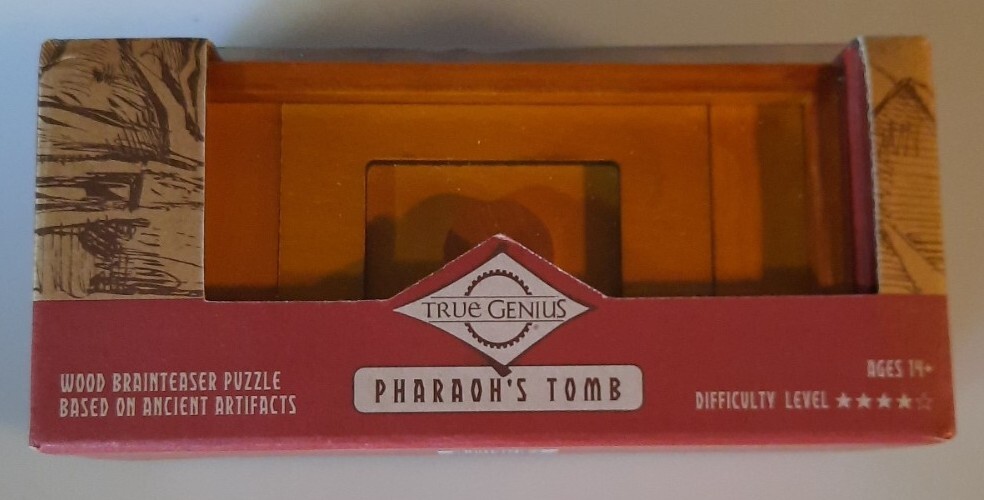 TRUE GENIUS®
PHARAOH'S TOMB
WOOD BRAINTEASER PUZZLE
BASED ON ANCIENT ARTIFACTS
AGES 14+
DIFFICULTY LEVEL ★★★★☆